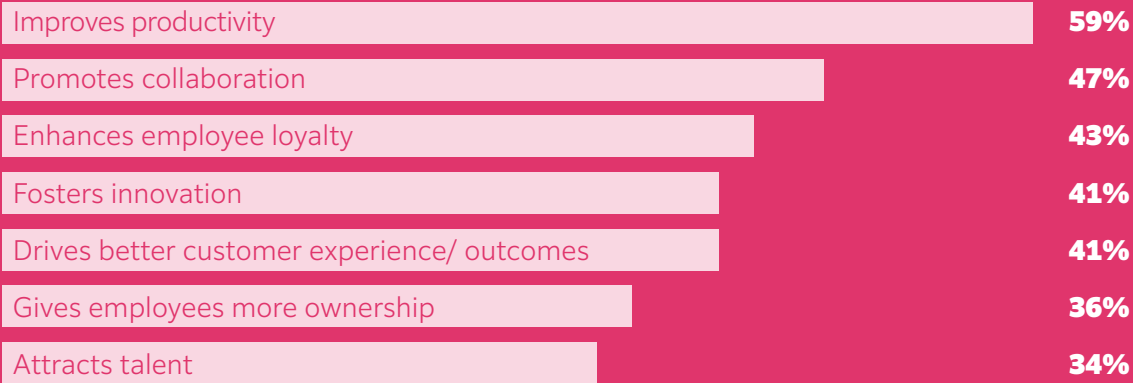 Improves productivity 59%
Promotes collaboration 47%
Enhances employee loyalty 43%
Fosters innovation 41%
Drives better customer experience/ outcomes 41%
Gives employees more ownership 36%
Attracts talent 34%